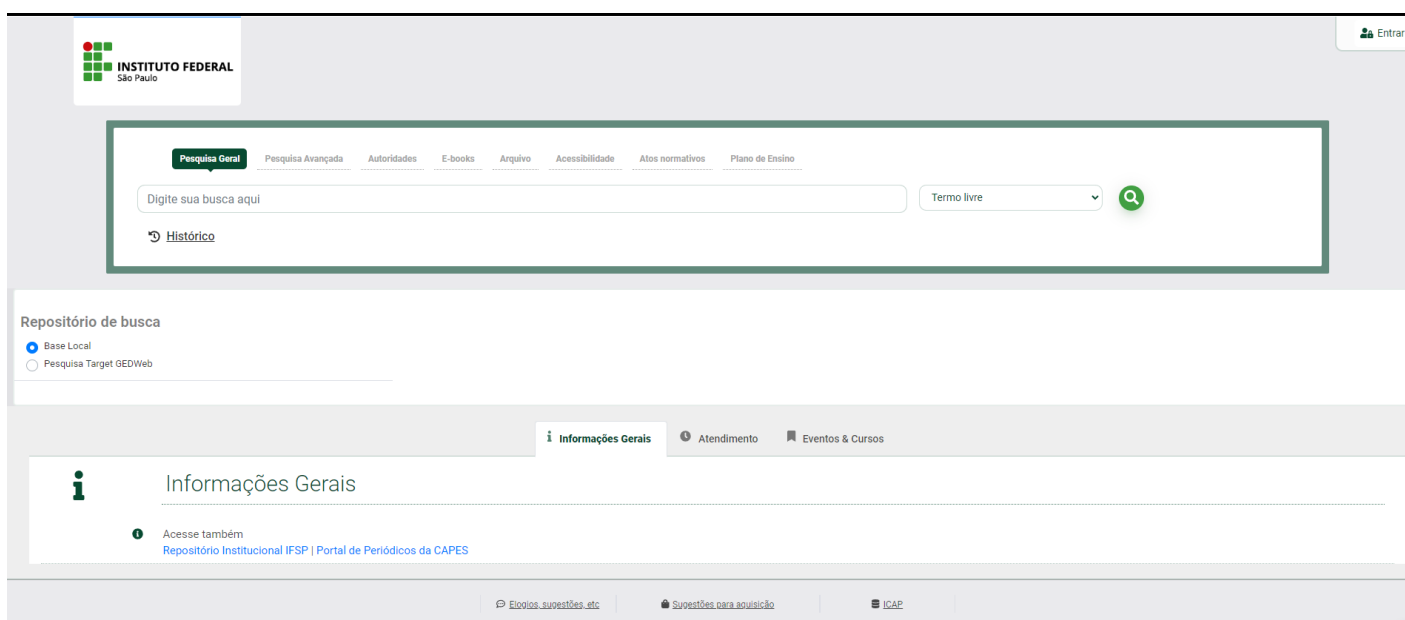 INSTITUTO FEDERAL
São Paulo
Entrar
Pesquisa Geral Pesquisa Avançada Autoridades E-books Arquivo Acessibilidade Atos normativos Plano de Ensino
Digite sua busca aqui Termo livre
Histórico
Repositório de busca
Base Local
Pesquisa Target GEDWeb
Informações Gerais Atendimento Eventos & Cursos
Informações Gerais
Acesse também
Repositório Institucional IFSP | Portal de Periódicos da CAPES
Elogios, sugestões, etc Sugestões para aquisição ICAP